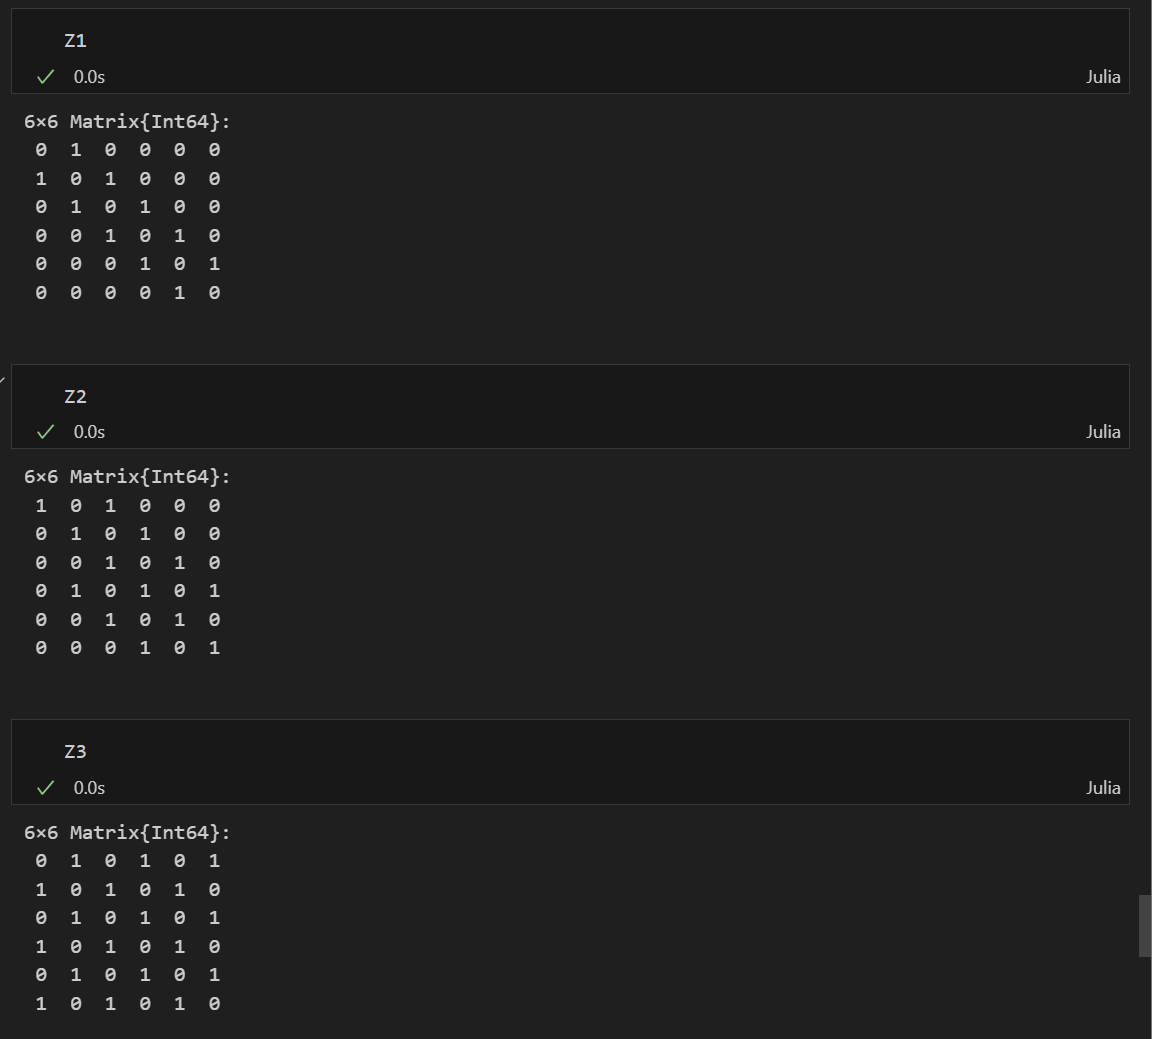 Z1
0.0s Julia
6×6 Matrix{Int64}:
0 1 0 0 0 0
1 0 1 0 0 0
0 1 0 1 0 0
0 0 1 0 1 0
0 0 0 1 0 1
0 0 0 0 1 0
Z2
0.0s Julia
6×6 Matrix{Int64}:
1 0 1 0 0 0
0 1 0 1 0 0
0 0 1 0 1 0
0 1 0 1 0 1
0 0 1 0 1 0
0 0 0 1 0 1
Z3
0.0s Julia
6×6 Matrix{Int64}:
0 1 0 1 0 1
1 0 1 0 1 0
0 1 0 1 0 1
1 0 1 0 1 0
0 1 0 1 0 1
1 0 1 0 1 0